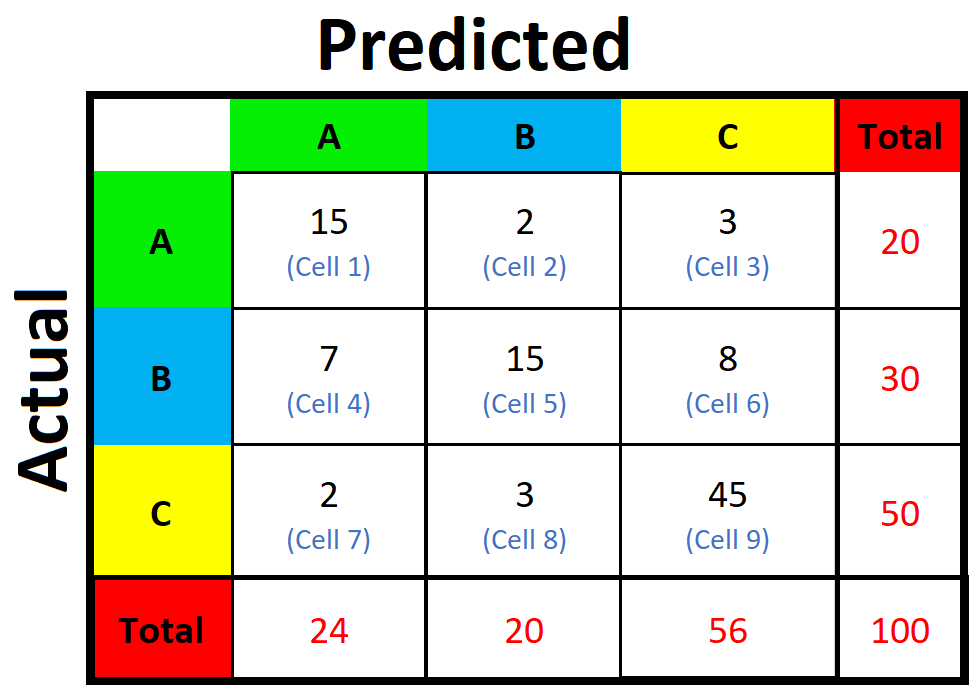 Predicted
A B C Total
Actual
A 15 2 3 20
(Cell 1) (Cell 2) (Cell 3)
B 7 15 8 30
(Cell 4) (Cell 5) (Cell 6)
C 2 3 45 50
(Cell 7) (Cell 8) (Cell 9)
Total 24 20 56 100